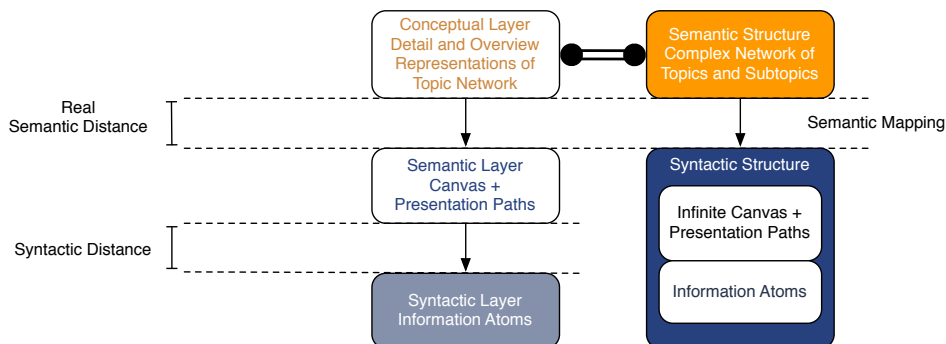 Conceptual Layer
Detail and Overview
Representations of
Topic Network
Semantic Structure
Complex Network of
Topics and Subtopics
Real
Semantic Distance
Semantic Mapping
Semantic Layer
Canvas +
Presentation Paths
Syntactic Structure
Infinite Canvas +
Presentation Paths
Syntactic Distance
Information Atoms
Syntactic Layer
Information Atoms